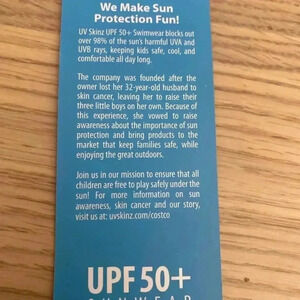 We Make Sun
Protection Fun!
UV Skinz UPF 50+ Swimwear blocks out
over 98% of the sun's harmful UVA and
UVB rays, keeping kids safe, cool, and
comfortable all day long.
The company was founded after the
owner lost her 32-year-old husband to
skin cancer, leaving her to raise their
three little boys on her own. Because of
this experience, she vowed to raise
awareness about the importance of sun
protection and bring products to the
market that keep families safe, while
enjoying the great outdoors.
Join us in our mission to ensure that all
children are free to play safely under the
sun! For more information on sun
awareness, skin cancer and our story,
visit us at: uvskinz.com/costco
UPF 50+
SUNWEAR